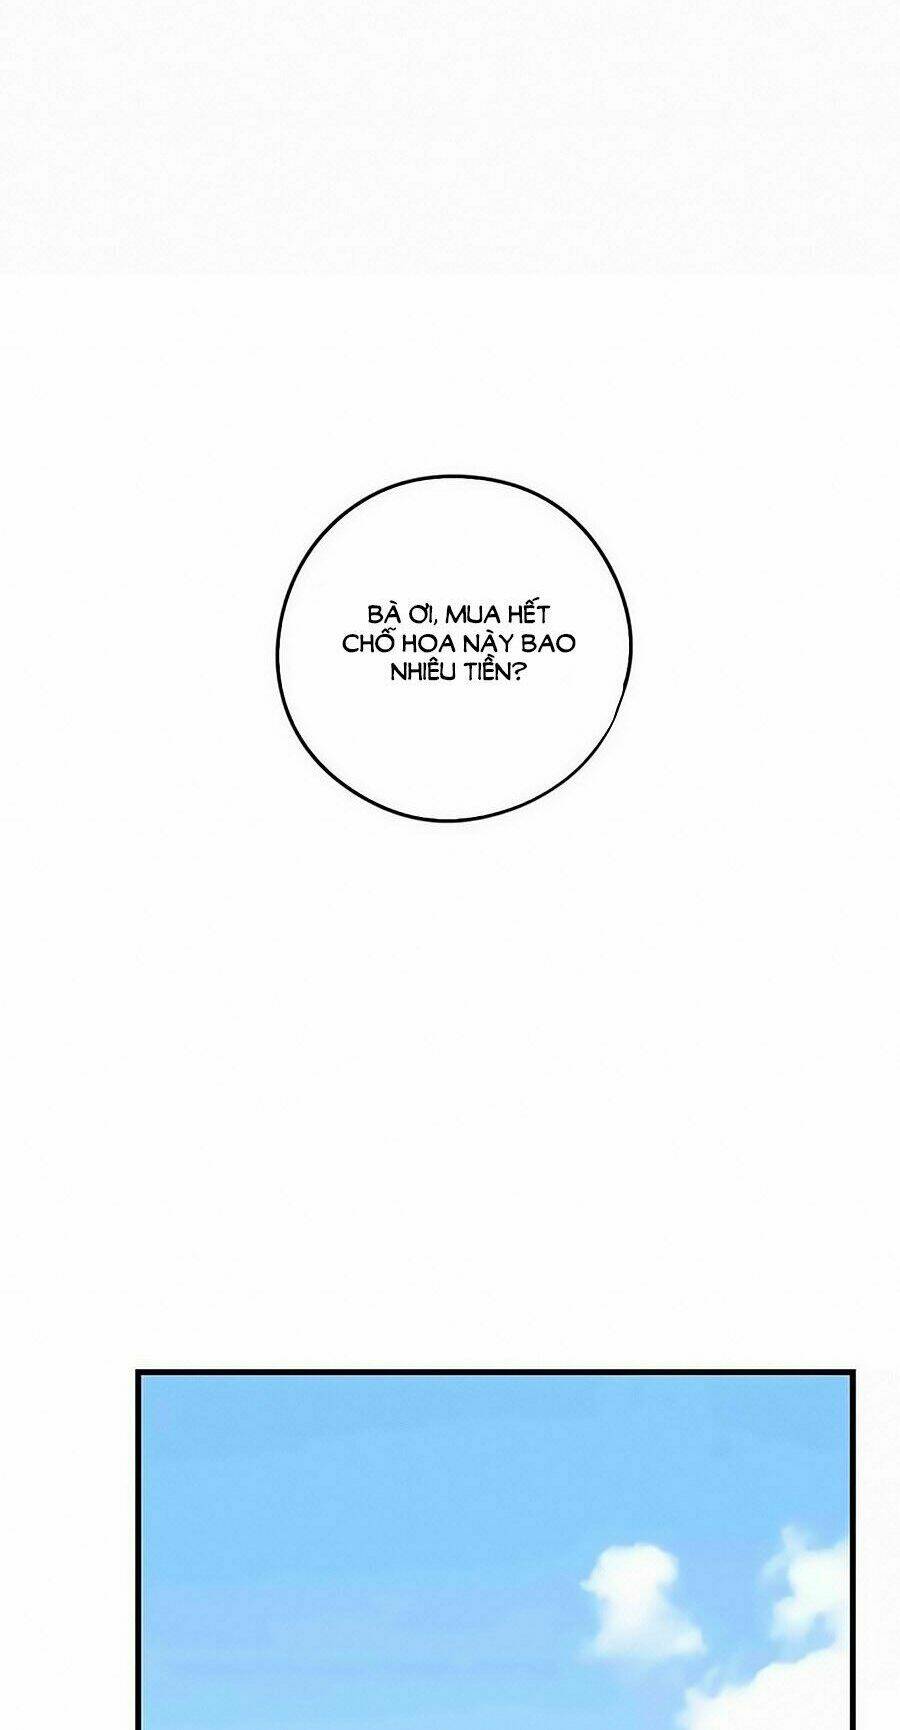 BÀ ƠI, MUA HẾT
CHỖ HOA NÀY BAO
NHIÊU TIỀN?